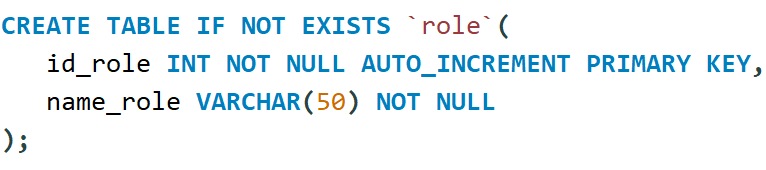 CREATE TABLE IF NOT EXISTS `role`(
   id_role INT NOT NULL AUTO_INCREMENT PRIMARY KEY,
   name_role VARCHAR(50) NOT NULL
);